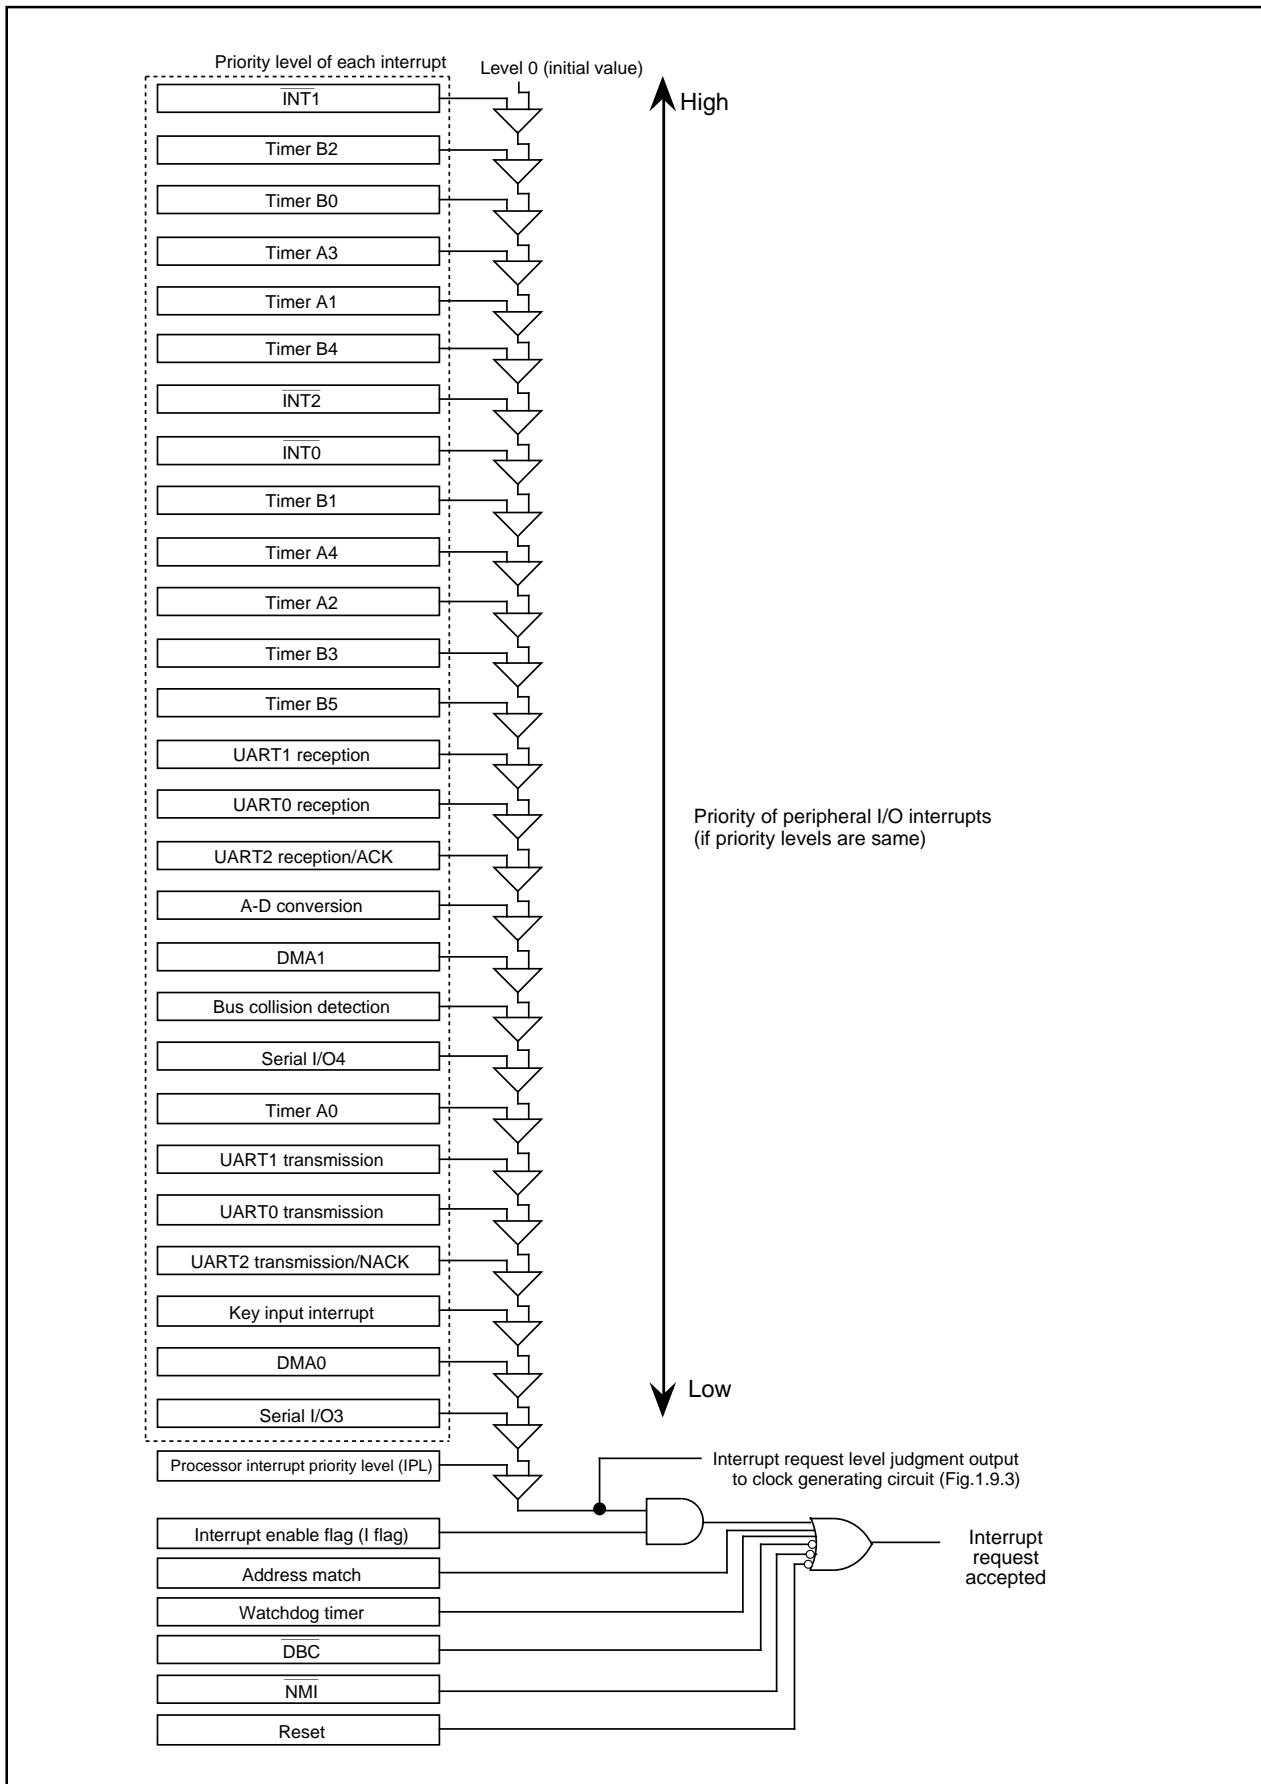 Priority level of each interrupt
Level 0 (initial value)
High
INT1
Timer B2
Timer B0
Timer A3
Timer A1
Timer B4
INT2
INT0
Timer B1
Timer A4
Timer A2
Timer B3
Timer B5
UART1 reception
UART0 reception
Priority of peripheral I/O interrupts
(if priority levels are same)
UART2 reception/ACK
A-D conversion
DMA1
Bus collision detection
Serial I/O4
Timer A0
UART1 transmission
UART0 transmission
UART2 transmission/NACK
Key input interrupt
DMA0
Low
Serial I/O3
Processor interrupt priority level (IPL)
Interrupt request level judgment output
to clock generating circuit (Fig.1.9.3)
Interrupt enable flag (I flag)
Interrupt
request
accepted
Address match
Watchdog timer
DBC
NMI
Reset